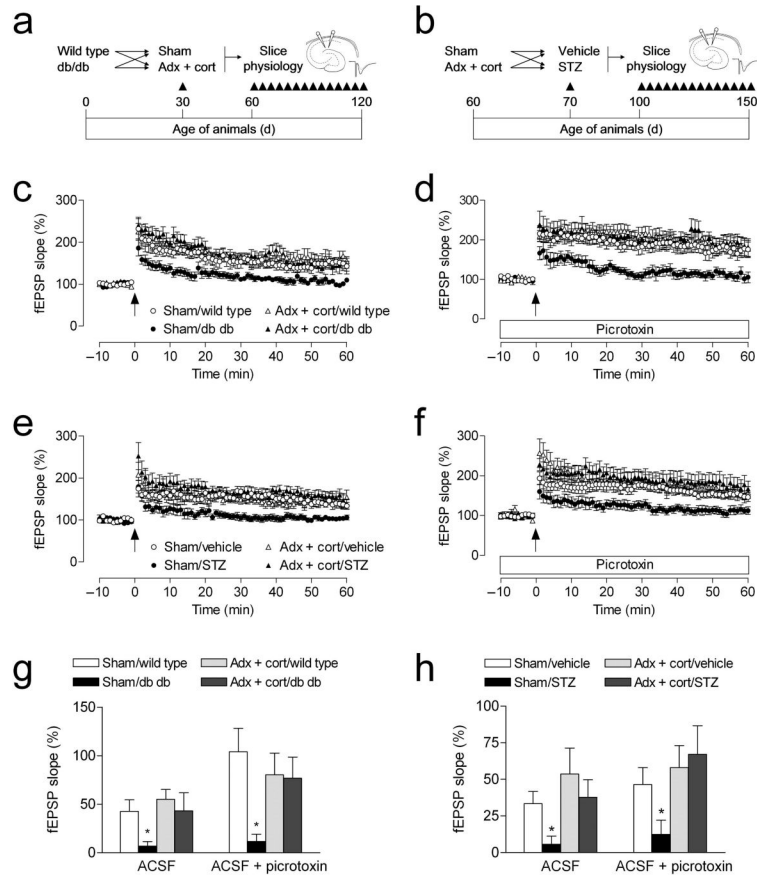 a
Wild type
db/db
Sham
Adx + cort
Slice
physiology
0
30
60
120
Age of animals (d)
b
Sham
Adx + cort
Vehicle
STZ
Slice
physiology
60
70
100
150
Age of animals (d)
c
fEPSP slope (%)
300
200
100
0
Sham/wild type
Adx + cort/wild type
Sham/db db
Adx + cort/db db
–10 0 10 20 30 40 50 60
Time (min)
d
fEPSP slope (%)
300
200
100
0
Picrotoxin
–10 0 10 20 30 40 50 60
Time (min)
e
fEPSP slope (%)
300
200
100
0
Sham/vehicle
Adx + cort/vehicle
Sham/STZ
Adx + cort/STZ
–10 0 10 20 30 40 50 60
Time (min)
f
fEPSP slope (%)
300
200
100
0
Picrotoxin
–10 0 10 20 30 40 50 60
Time (min)
g
Sham/wild type
Adx + cort/wild type
Sham/db db
Adx + cort/db db
fEPSP slope (%)
150
100
50
0
*
*
ACSF
ACSF + picrotoxin
h
Sham/vehicle
Adx + cort/vehicle
Sham/STZ
Adx + cort/STZ
fEPSP slope (%)
100
75
50
25
0
*
*
ACSF
ACSF + picrotoxin